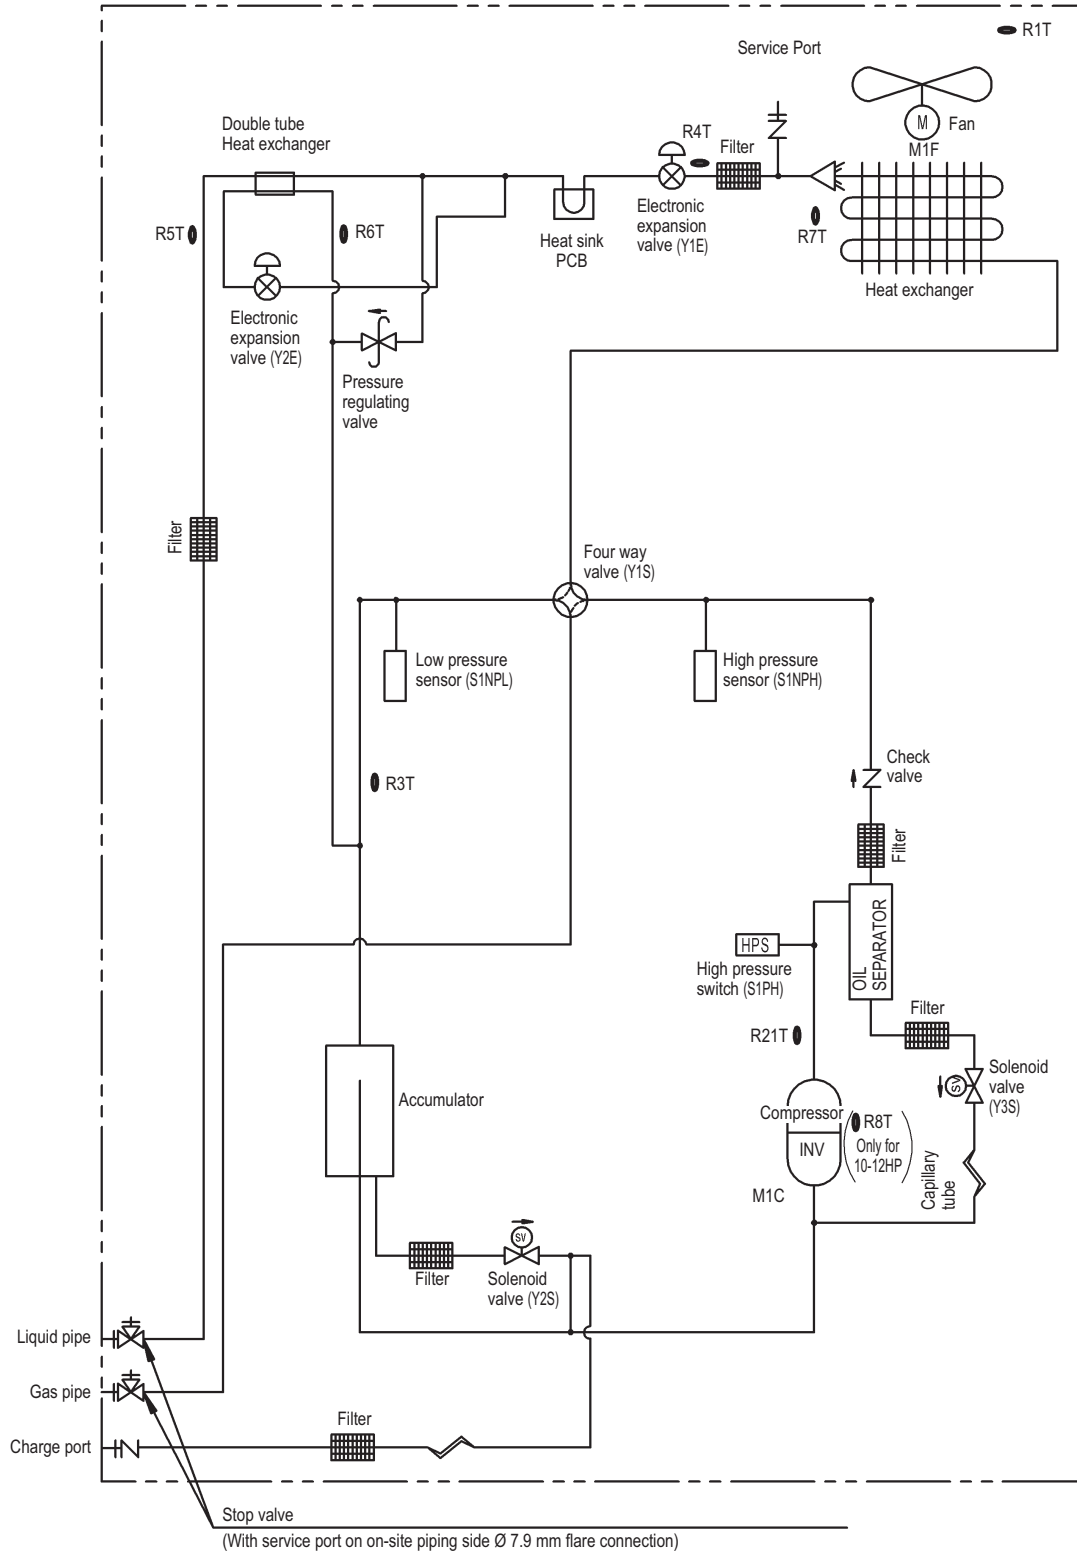 R1T
Service Port
Fan
M
M1F
Double tube
Heat exchanger
R4T
Filter
R5T
R6T
Electronic
expansion
valve (Y1E)
Heat sink
PCB
R7T
Heat exchanger
Electronic
expansion
valve (Y2E)
Pressure
regulating
valve
Filter
Four way
valve (Y1S)
Low pressure
sensor (S1NPL)
High pressure
sensor (S1NPH)
R3T
Check
valve
Filter
OIL
SEPARATOR
HPS
High pressure
switch (S1PH)
R21T
Filter
Solenoid
valve
(Y3S)
SV
Accumulator
Compressor
INV
R8T
Only for
10-12HP
M1C
Capillary
tube
SV
Filter
Solenoid
valve (Y2S)
Liquid pipe
Gas pipe
Charge port
Filter
Stop valve
(With service port on on-site piping side Ø 7.9 mm flare connection)